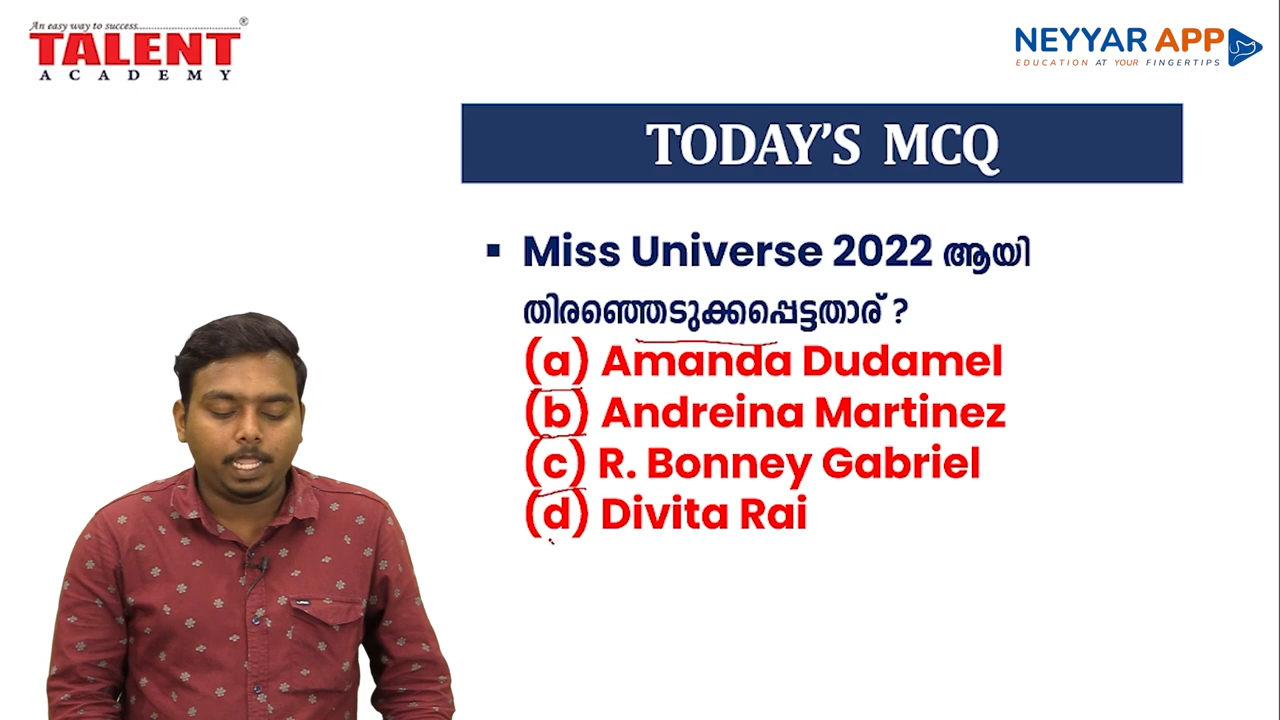 An easy way to success
TALENT
ACADEMY
NEYYAR APP
EDUCATION AT YOUR FINGERTIPS
TODAY'S MCQ
Miss Universe 2022 ആയി
തിരഞ്ഞെടുക്കപ്പെട്ടതാര് ?
(a) Amanda Dudamel
(b) Andreina Martinez
(c) R. Bonney Gabriel
(d) Divita Rai